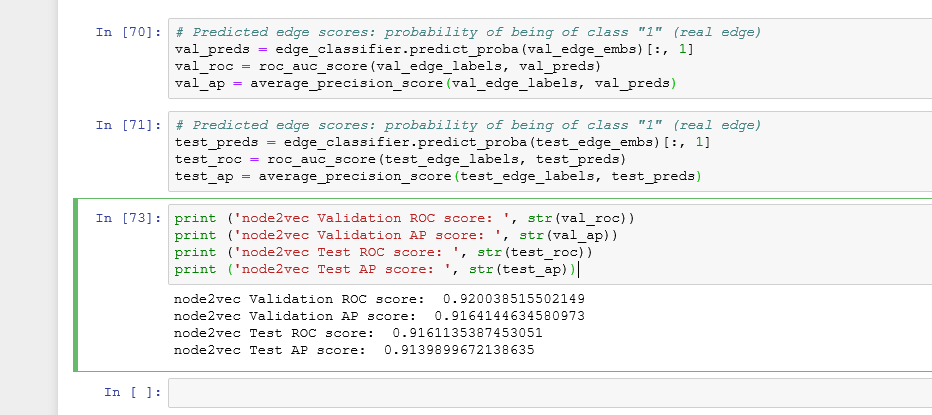 In [70]: # Predicted edge scores: probability of being of class "1" (real edge)
val_preds = edge_classifier.predict_proba(val_edge_embs)[:, 1]
val_roc = roc_auc_score(val_edge_labels, val_preds)
val_ap = average_precision_score(val_edge_labels, val_preds)
In [71]: # Predicted edge scores: probability of being of class "1" (real edge)
test_preds = edge_classifier.predict_proba(test_edge_embs)[:, 1]
test_roc = roc_auc_score(test_edge_labels, test_preds)
test_ap = average_precision_score(test_edge_labels, test_preds)
In [73]: print ('node2vec Validation ROC score: ', str(val_roc))
print ('node2vec Validation AP score: ', str(val_ap))
print ('node2vec Test ROC score: ', str(test_roc))
print ('node2vec Test AP score: ', str(test_ap))
node2vec Validation ROC score:  0.920038515502149
node2vec Validation AP score:  0.9164144634580973
node2vec Test ROC score:  0.9161135387453051
node2vec Test AP score:  0.9139899672138635
In [ ]: